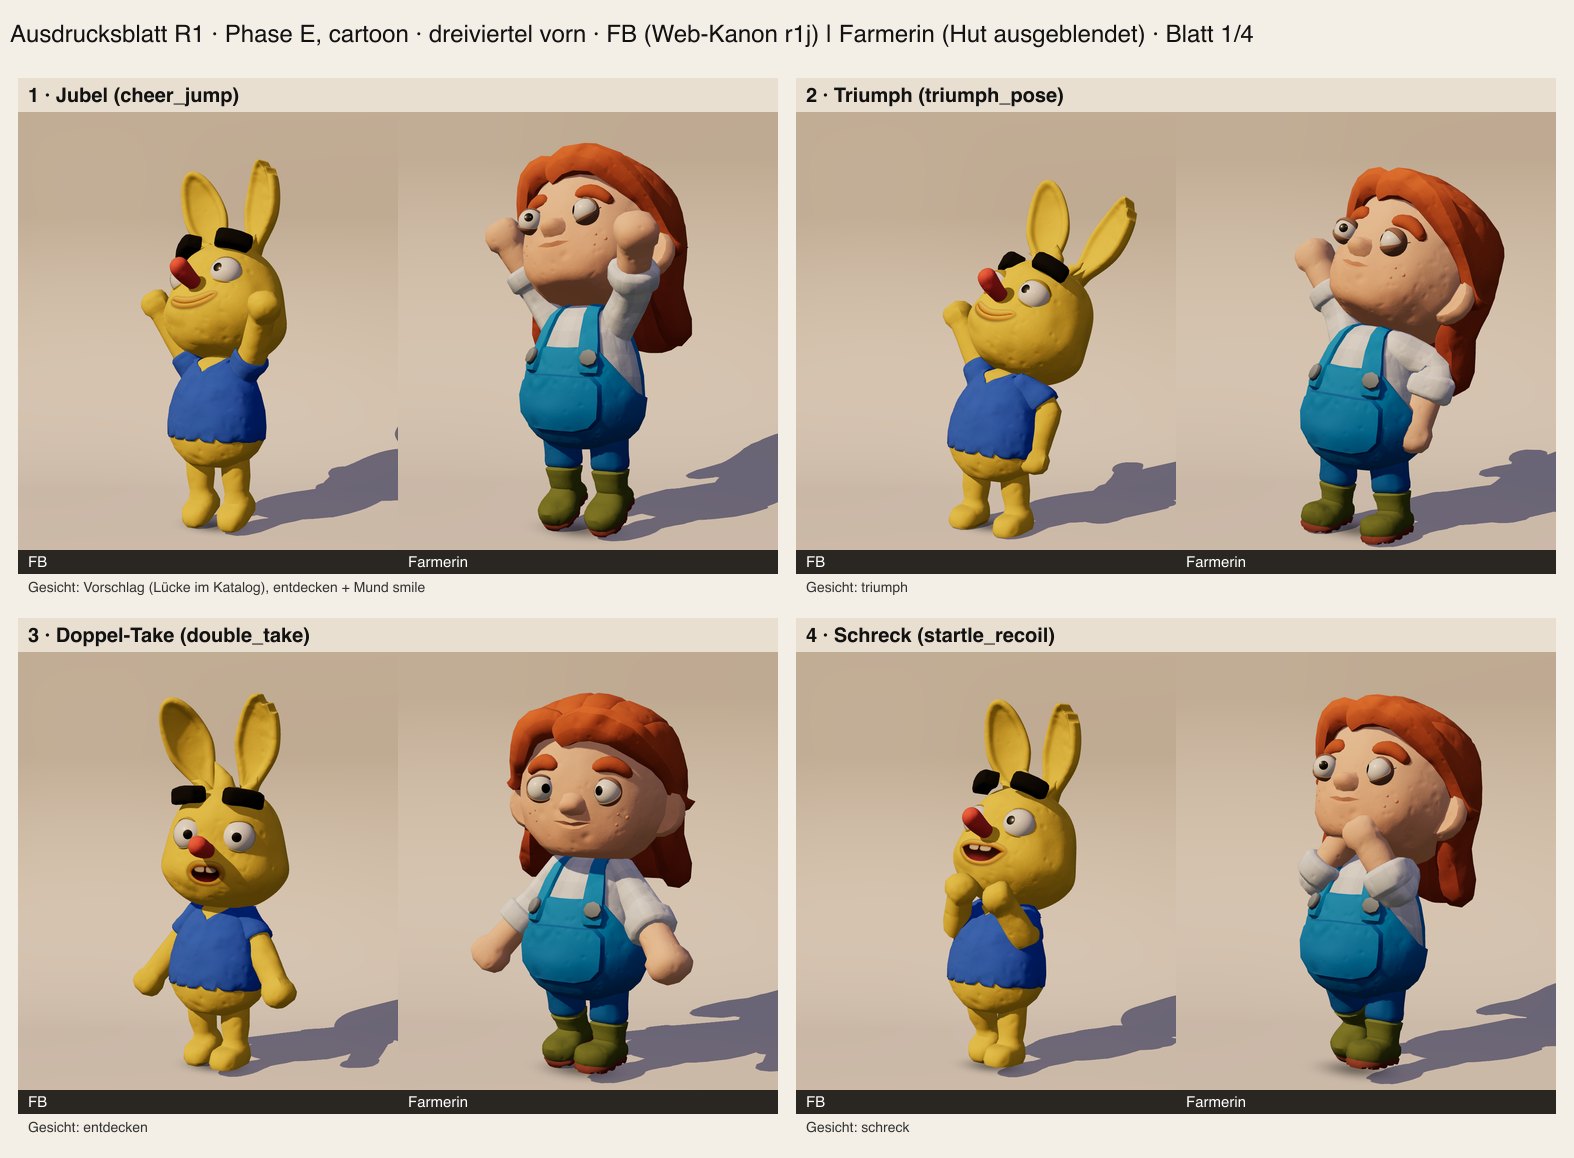 Ausdrucksblatt R1 · Phase E, cartoon · dreiviertel vorn · FB (Web-Kanon r1j) | Farmerin (Hut ausgeblendet) · Blatt 1/4
1 · Jubel (cheer_jump)
FB
Farmerin
Gesicht: Vorschlag (Lücke im Katalog), entdecken + Mund smile
2 · Triumph (triumph_pose)
FB
Farmerin
Gesicht: triumph
3 · Doppel-Take (double_take)
FB
Farmerin
Gesicht: entdecken
4 · Schreck (startle_recoil)
FB
Farmerin
Gesicht: schreck